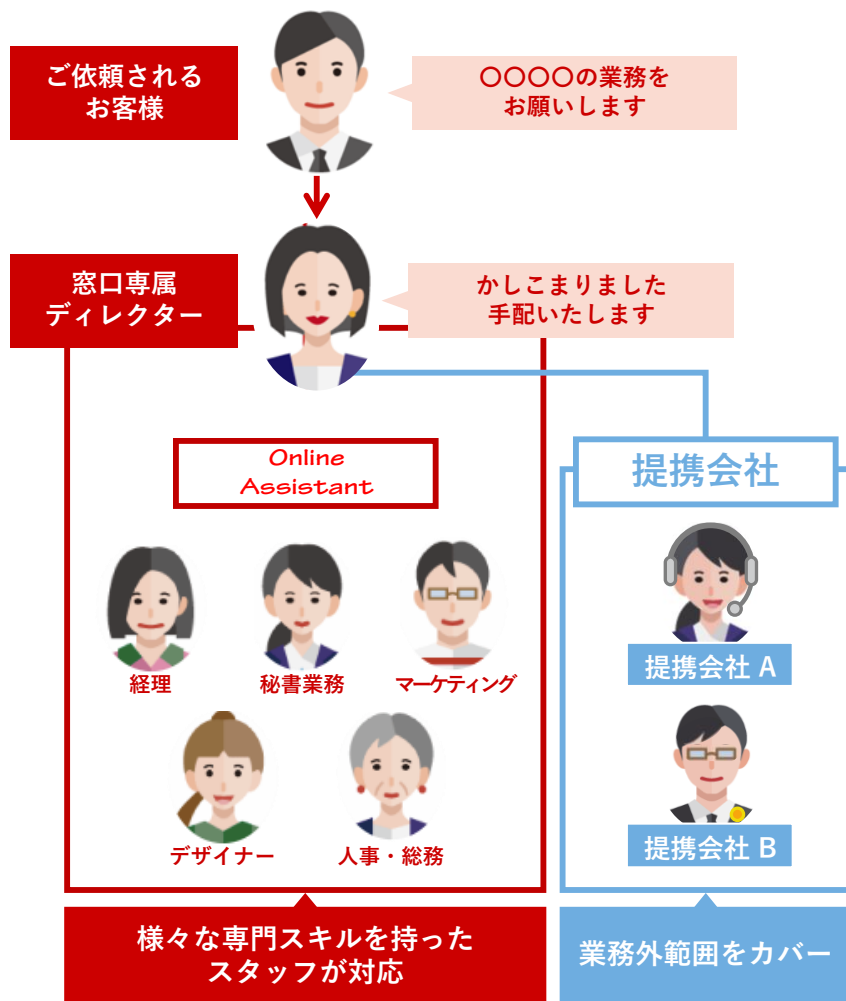 ご依頼される
お客様
〇〇〇〇の業務を
お願いします
窓口専属
ディレクター
かしこまりました
手配いたします
Online
Assistant
経理
秘書業務
マーケティング
デザイナー
人事・総務
様々な専門スキルを持った
スタッフが対応
提携会社
提携会社 A
提携会社 B
業務外範囲をカバー